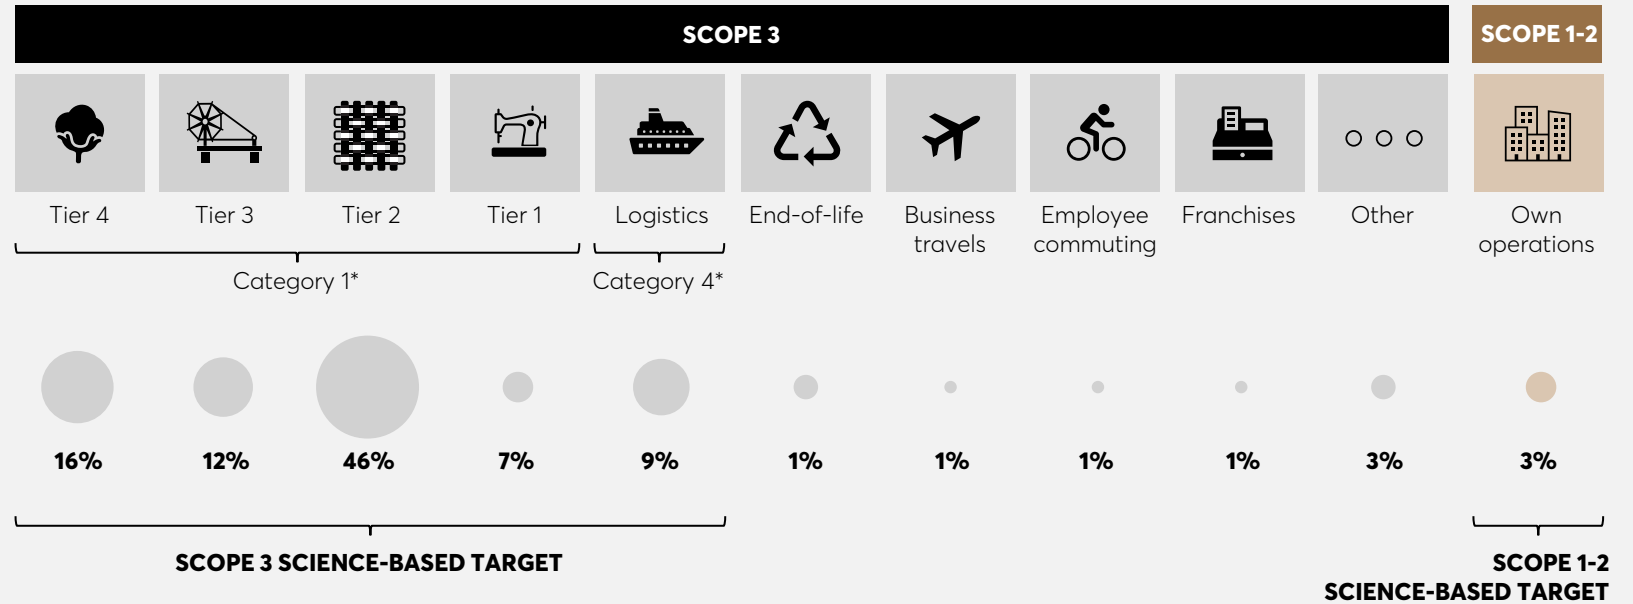 SCOPE 3
SCOPE 1-2
Tier 4
Tier 3
Tier 2
Tier 1
Logistics
End-of-life
Business
travels
Employee
commuting
Franchises
Other
Own
operations
Category 1*
Category 4*
16%
12%
46%
7%
9%
1%
1%
1%
1%
3%
3%
SCOPE 3 SCIENCE-BASED TARGET
SCOPE 1-2
SCIENCE-BASED TARGET